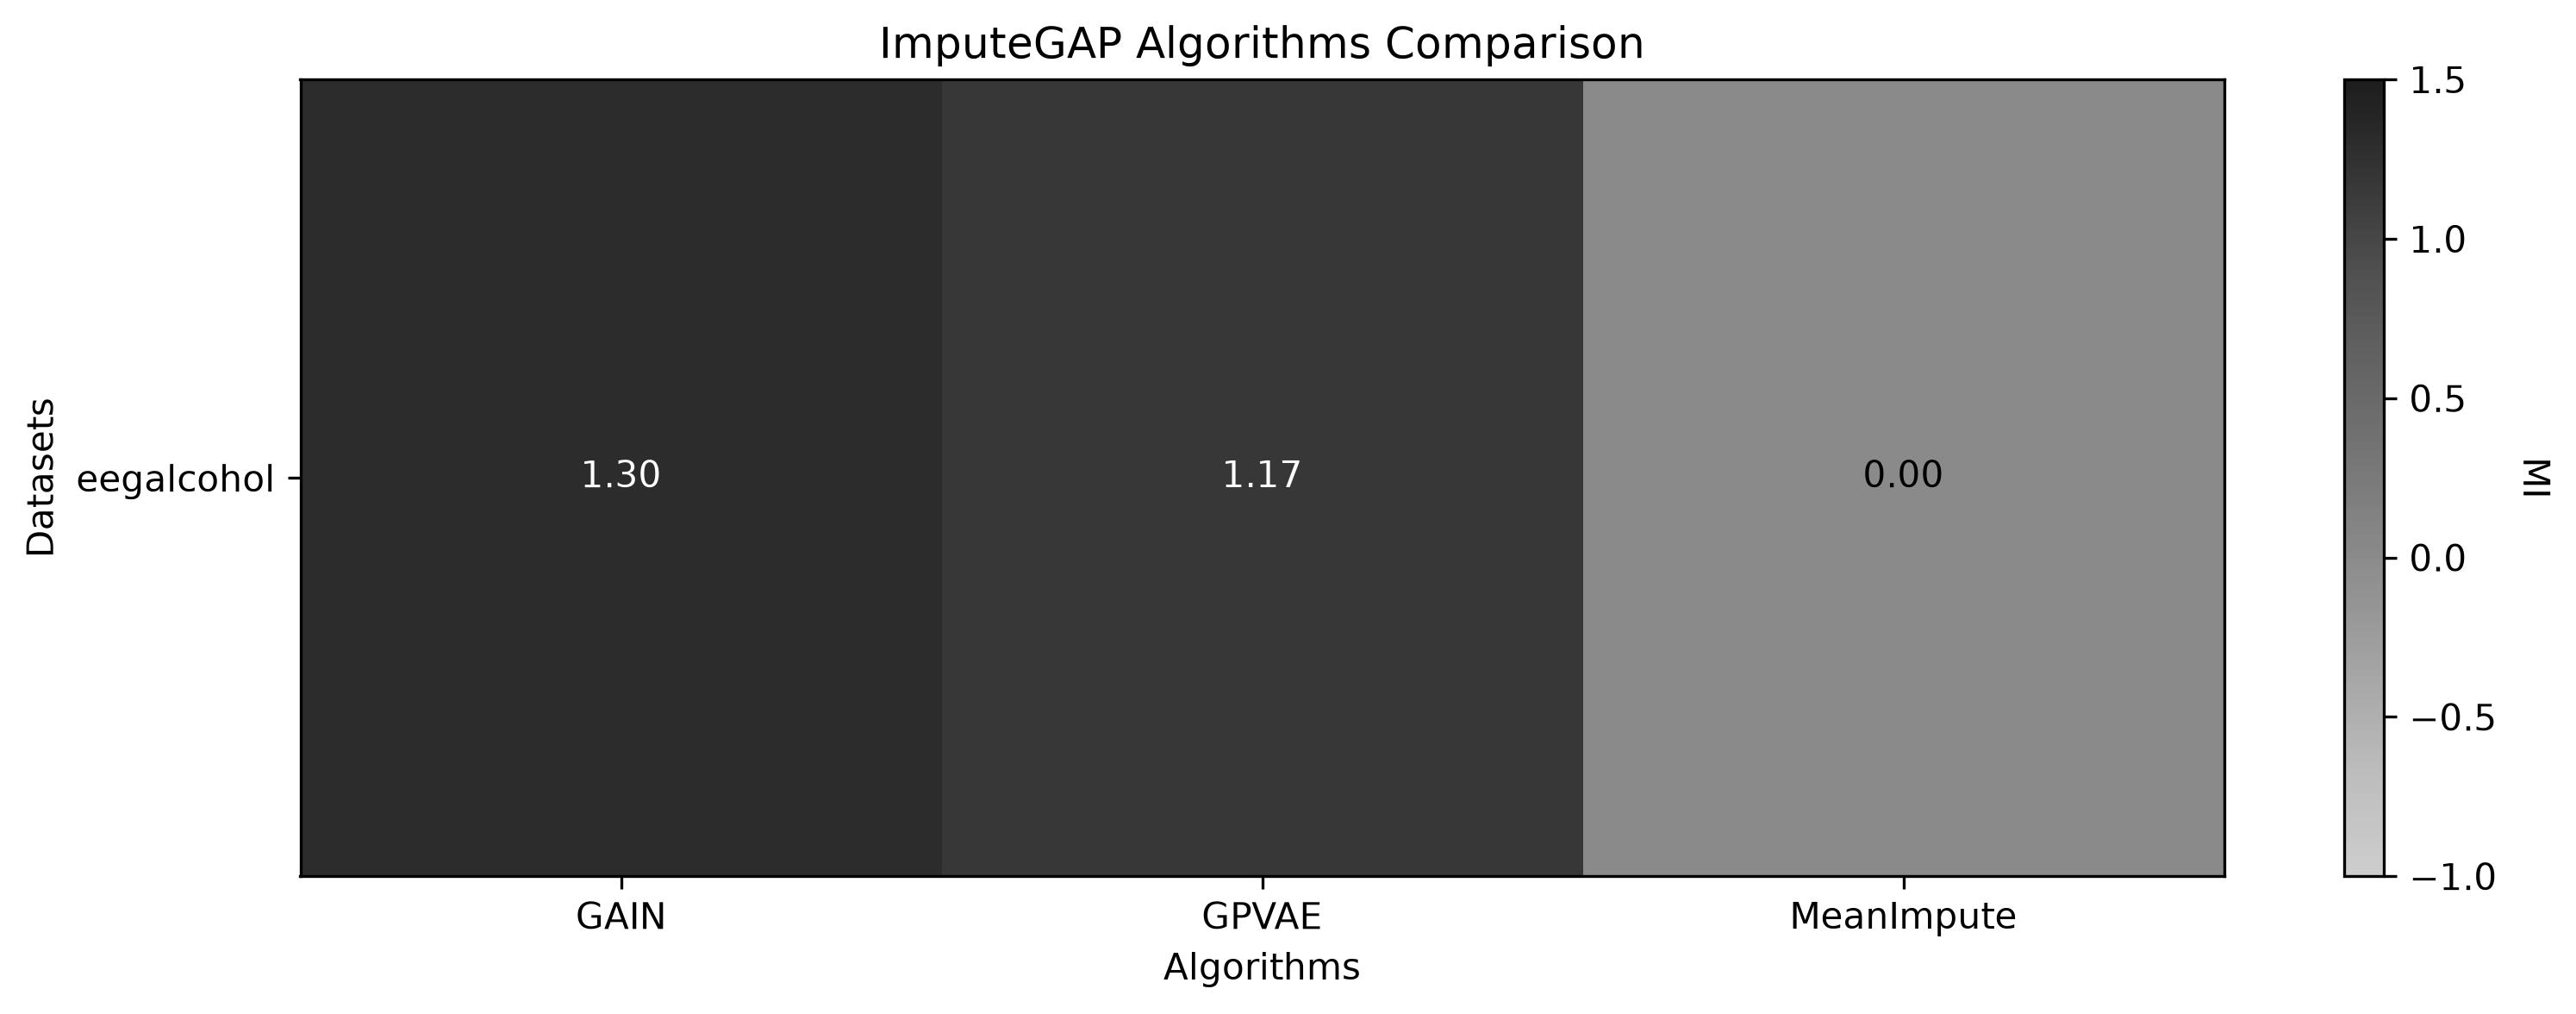 ImputeGAP Algorithms Comparison
Datasets
eegalcohol
1.30
1.17
0.00
GAIN
GPVAE
MeanImpute
Algorithms
1.5
1.0
0.5
0.0
−0.5
−1.0
MI